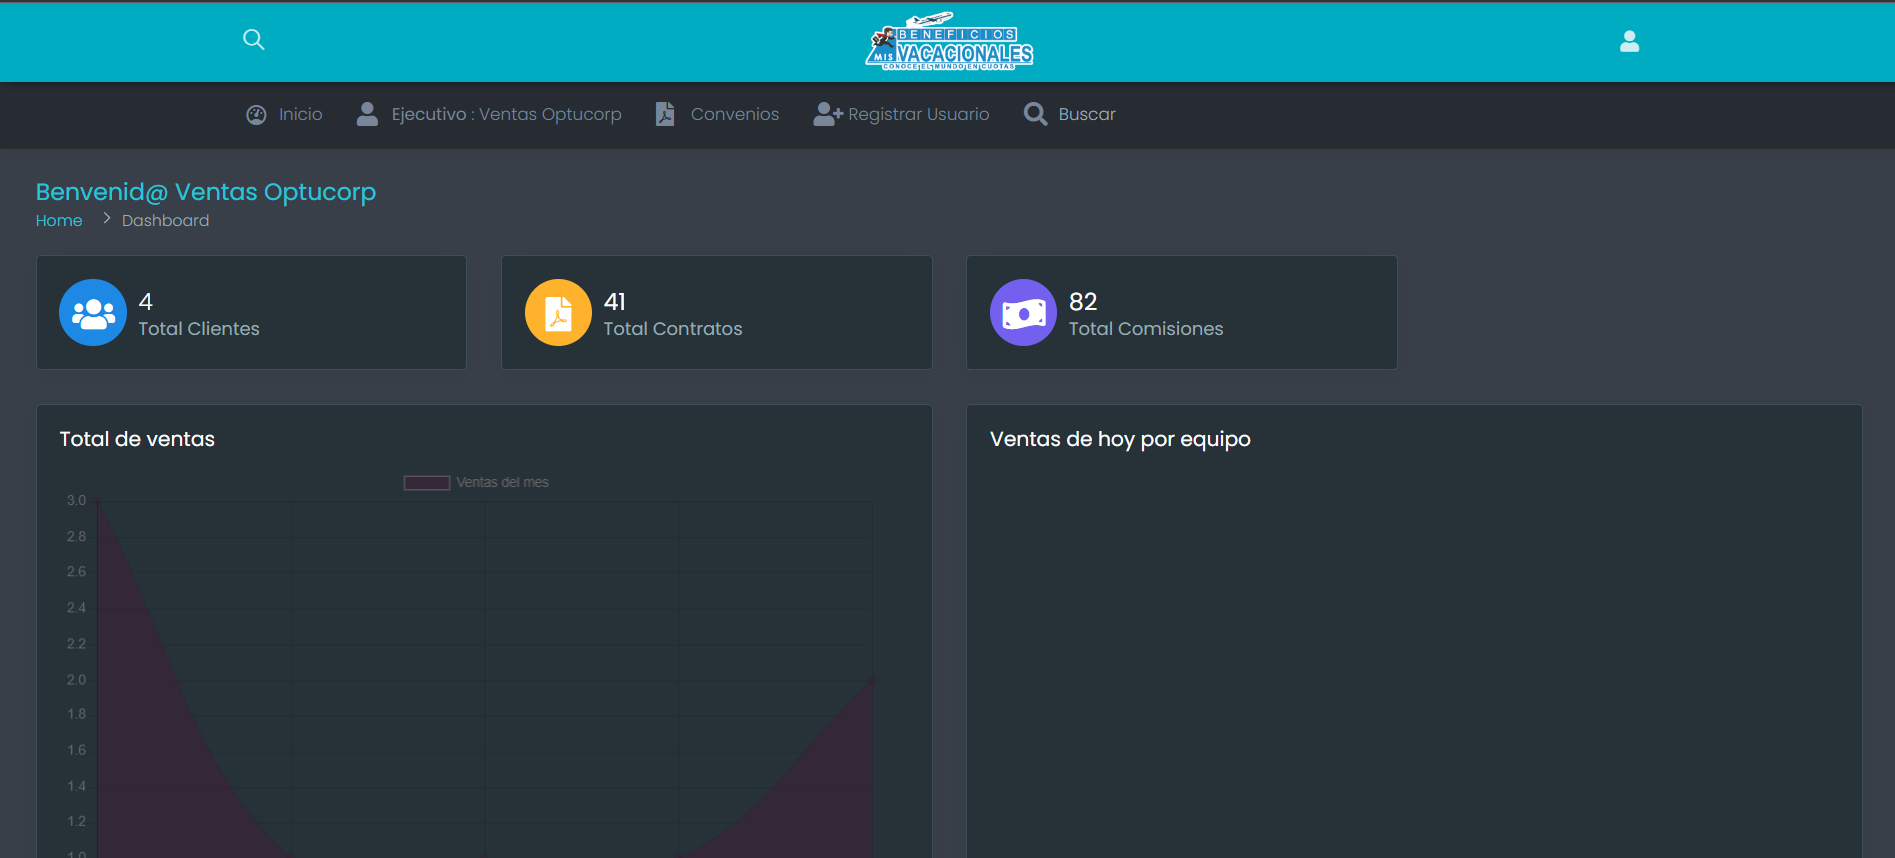 BENEFICIOS
MIS VACACIONALES
CONOCE EL MUNDO EN CUOTAS
Inicio
Ejecutivo : Ventas Optucorp
Convenios
Registrar Usuario
Buscar
Benvenid@ Ventas Optucorp
Home > Dashboard
4
Total Clientes
41
Total Contratos
82
Total Comisiones
Total de ventas
Ventas del mes
3.0
2.8
2.6
2.4
2.2
2.0
1.8
1.6
1.4
1.2
1.0
Ventas de hoy por equipo